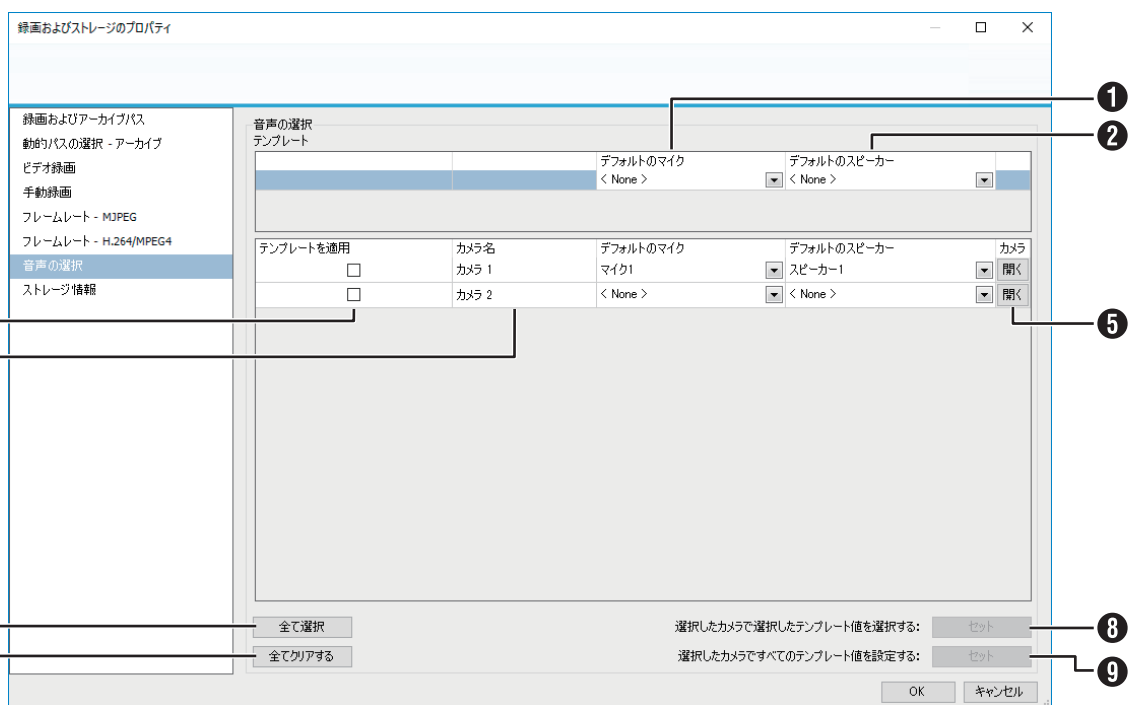 録画およびストレージのプロパティ
録画およびアーカイブパス
動的パスの選択 - アーカイブ
ビデオ録画
手動録画
フレームレート - MJPEG
フレームレート - H.264/MPEG4
音声の選択
ストレージ情報
音声の選択
テンプレート
デフォルトのマイク デフォルトのスピーカー
< None > < None >
テンプレートを適用 カメラ名 デフォルトのマイク デフォルトのスピーカー カメラ
カメラ 1 マイク1 スピーカー1 開く
カメラ 2 < None > < None > 開く
全て選択 選択したカメラで選択したテンプレート値を選択する: セット
全てクリアする 選択したカメラですべてのテンプレート値を設定する: セット
OK キャンセル
❶
❷
❺
❽
❾